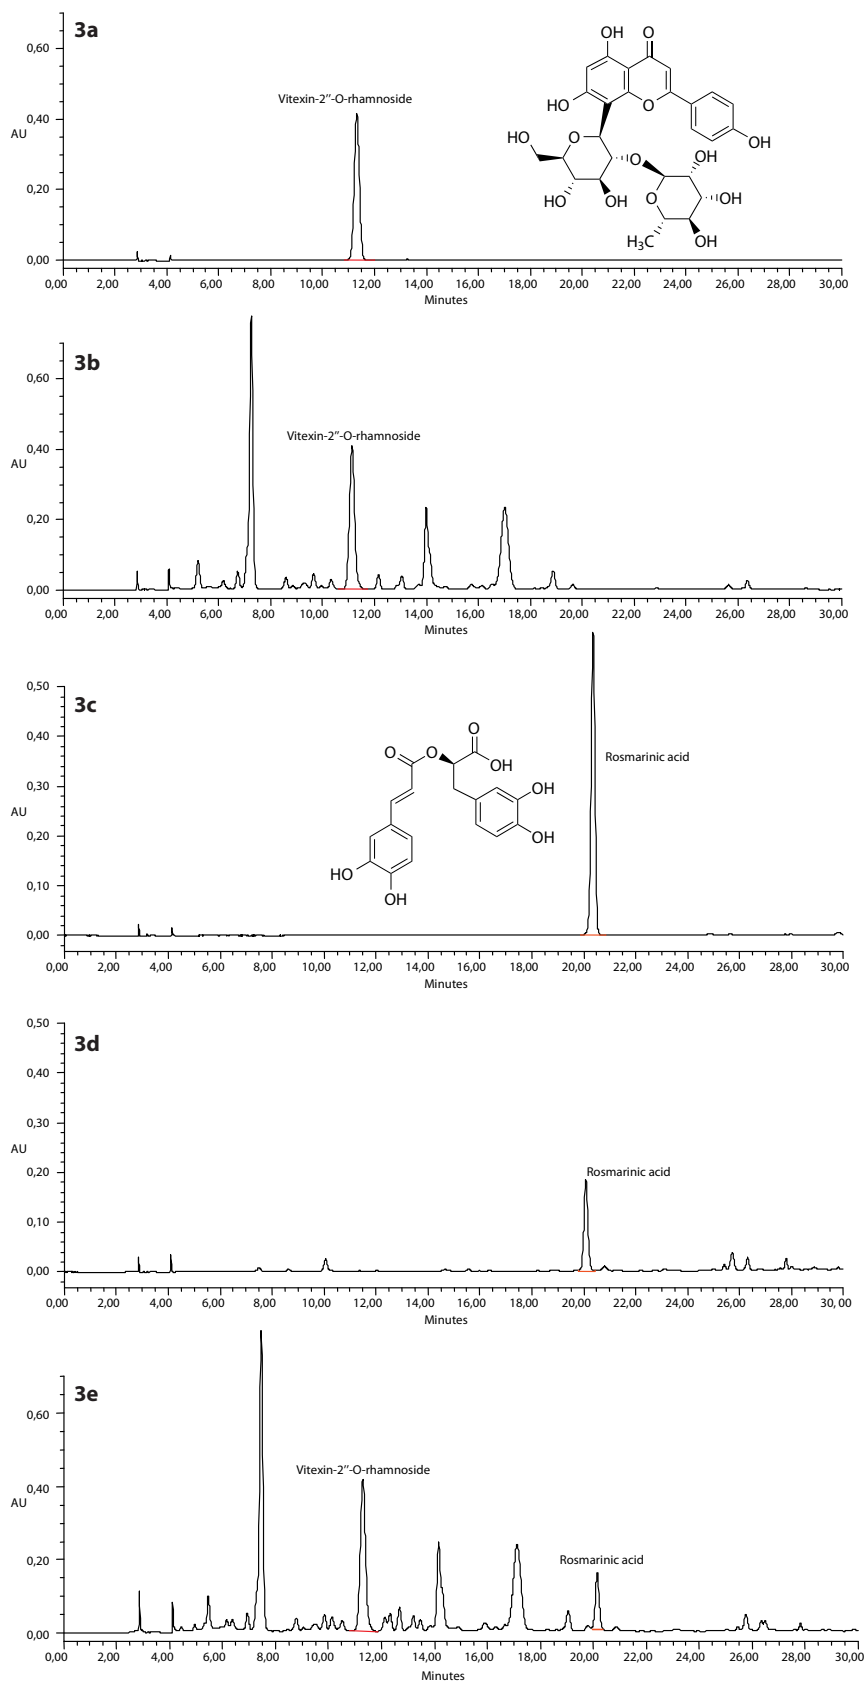 3a
Vitexin-2″-O-rhamnoside
AU
0,60
0,40
0,20
0,00
0,00 2,00 4,00 6,00 8,00 10,00 12,00 14,00 16,00 18,00 20,00 22,00 24,00 26,00 28,00 30,00
Minutes
OH
O
HO
O
OH
HO
O
O
OH
HO
OH
O
OH
H₃C
OH
3b
Vitexin-2″-O-rhamnoside
AU
0,60
0,40
0,20
0,00
0,00 2,00 4,00 6,00 8,00 10,00 12,00 14,00 16,00 18,00 20,00 22,00 24,00 26,00 28,00 30,00
Minutes
3c
Rosmarinic acid
AU
0,50
0,40
0,30
0,20
0,10
0,00
0,00 2,00 4,00 6,00 8,00 10,00 12,00 14,00 16,00 18,00 20,00 22,00 24,00 26,00 28,00 30,00
Minutes
O
O
O
OH
OH
OH
HO
OH
3d
Rosmarinic acid
AU
0,50
0,40
0,30
0,20
0,10
0,00
0,00 2,00 4,00 6,00 8,00 10,00 12,00 14,00 16,00 18,00 20,00 22,00 24,00 26,00 28,00 30,00
Minutes
3e
Vitexin-2″-O-rhamnoside
Rosmarinic acid
AU
0,60
0,40
0,20
0,00
0,00 2,00 4,00 6,00 8,00 10,00 12,00 14,00 16,00 18,00 20,00 22,00 24,00 26,00 28,00 30,00
Minutes